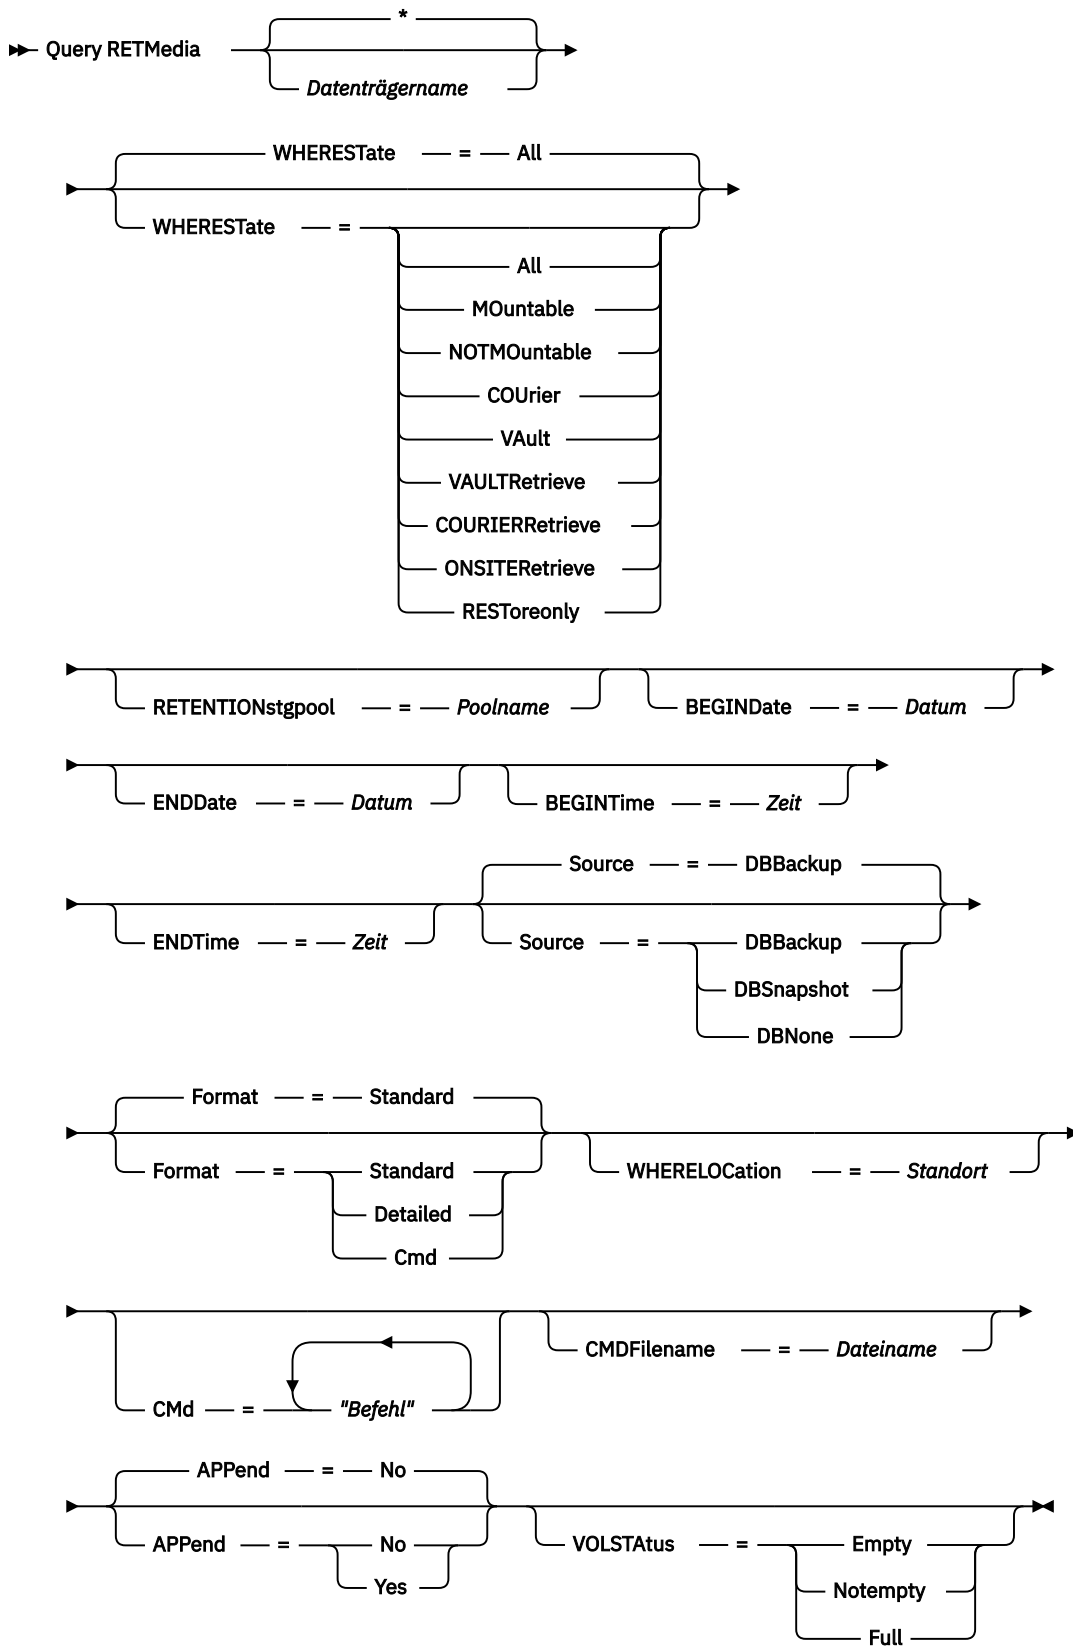 *
Query RETMedia
Datenträgername
WHERESTate = All
WHERESTate =
All
MOuntable
NOTMOuntable
COUrier
VAult
VAULTRetrieve
COURIERRetrieve
ONSITERetrieve
RESToreonly
RETENTIONstgpool = Poolname BEGINDate = Datum
ENDDate = Datum BEGINTime = Zeit
Source = DBBackup
ENDTime = Zeit Source = DBBackup
DBSnapshot
DBNone
Format = Standard
Format = Standard WHERELOCation = Standort
Detailed
Cmd
CMDFilename = Dateiname
CMd = "Befehl"
APPend = No
APPend = No VOLSTAtus = Empty
Yes Notempty
Full